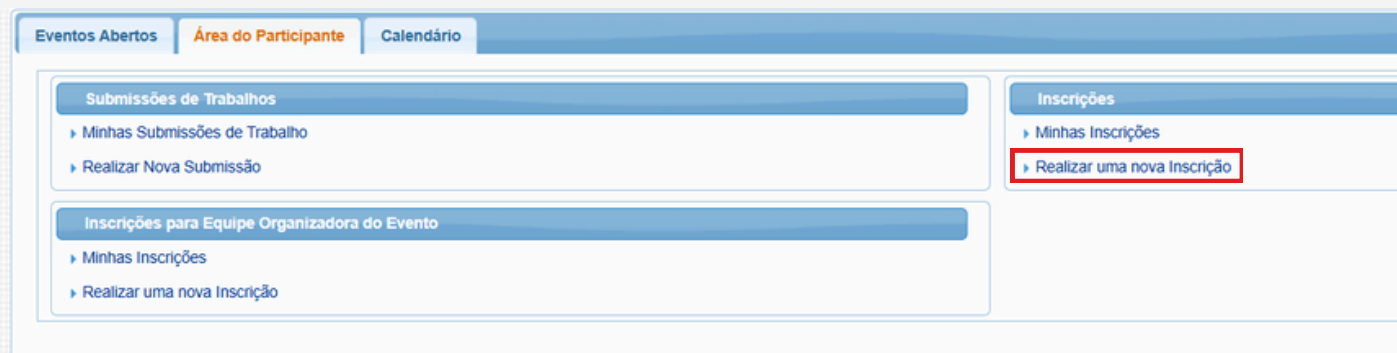 Eventos Abertos
Área do Participante
Calendário
Submissões de Trabalhos
Minhas Submissões de Trabalho
Realizar Nova Submissão
Inscrições
Minhas Inscrições
Realizar uma nova Inscrição
Inscrições para Equipe Organizadora do Evento
Minhas Inscrições
Realizar uma nova Inscrição